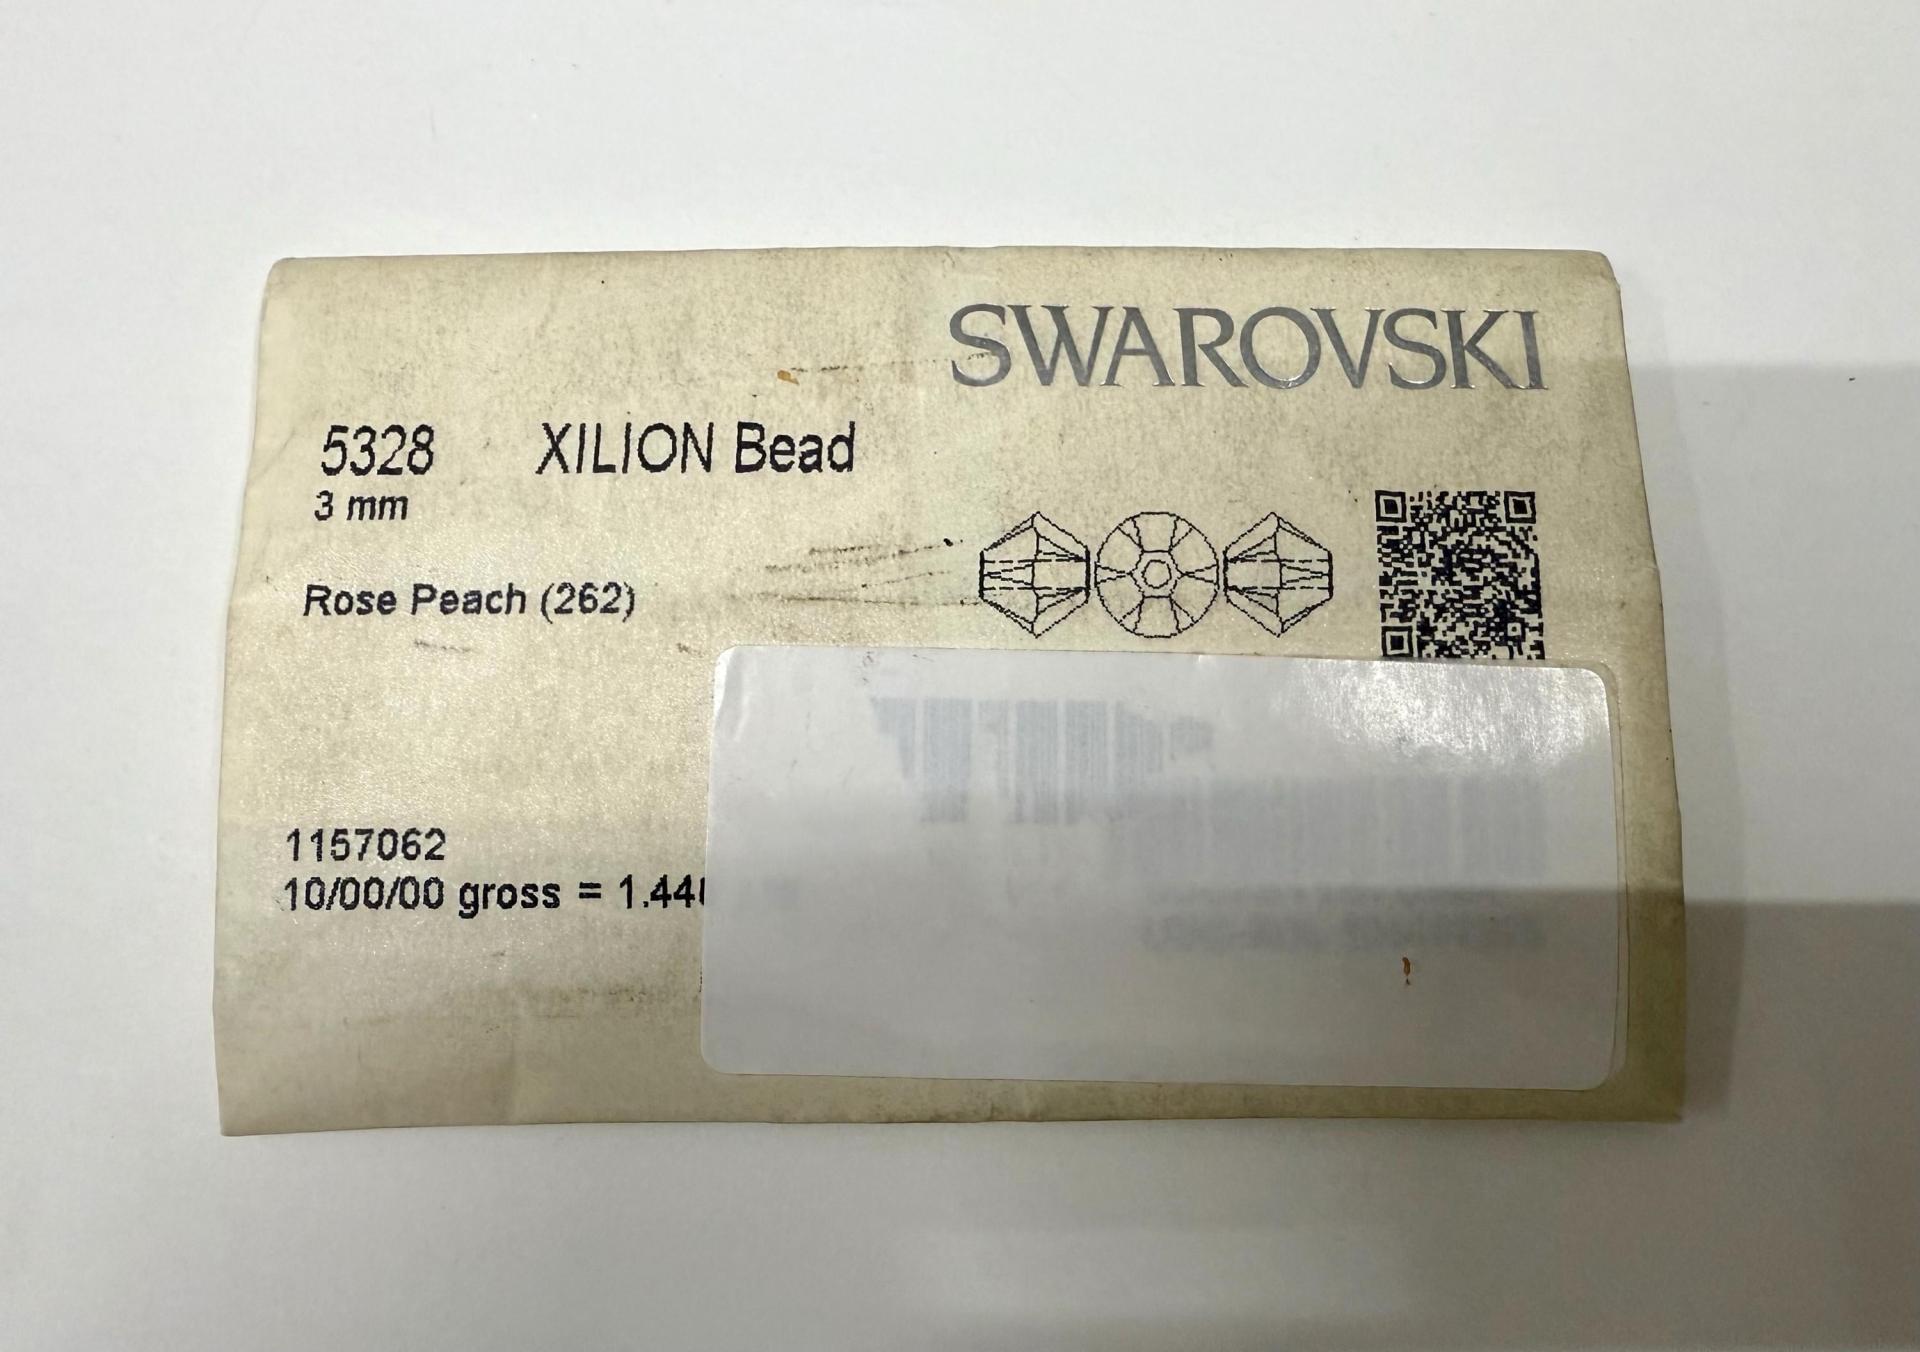 SWAROVSKI
5328 XILION Bead
3 mm
Rose Peach (262)
1157062
10/00/00 gross = 1.44